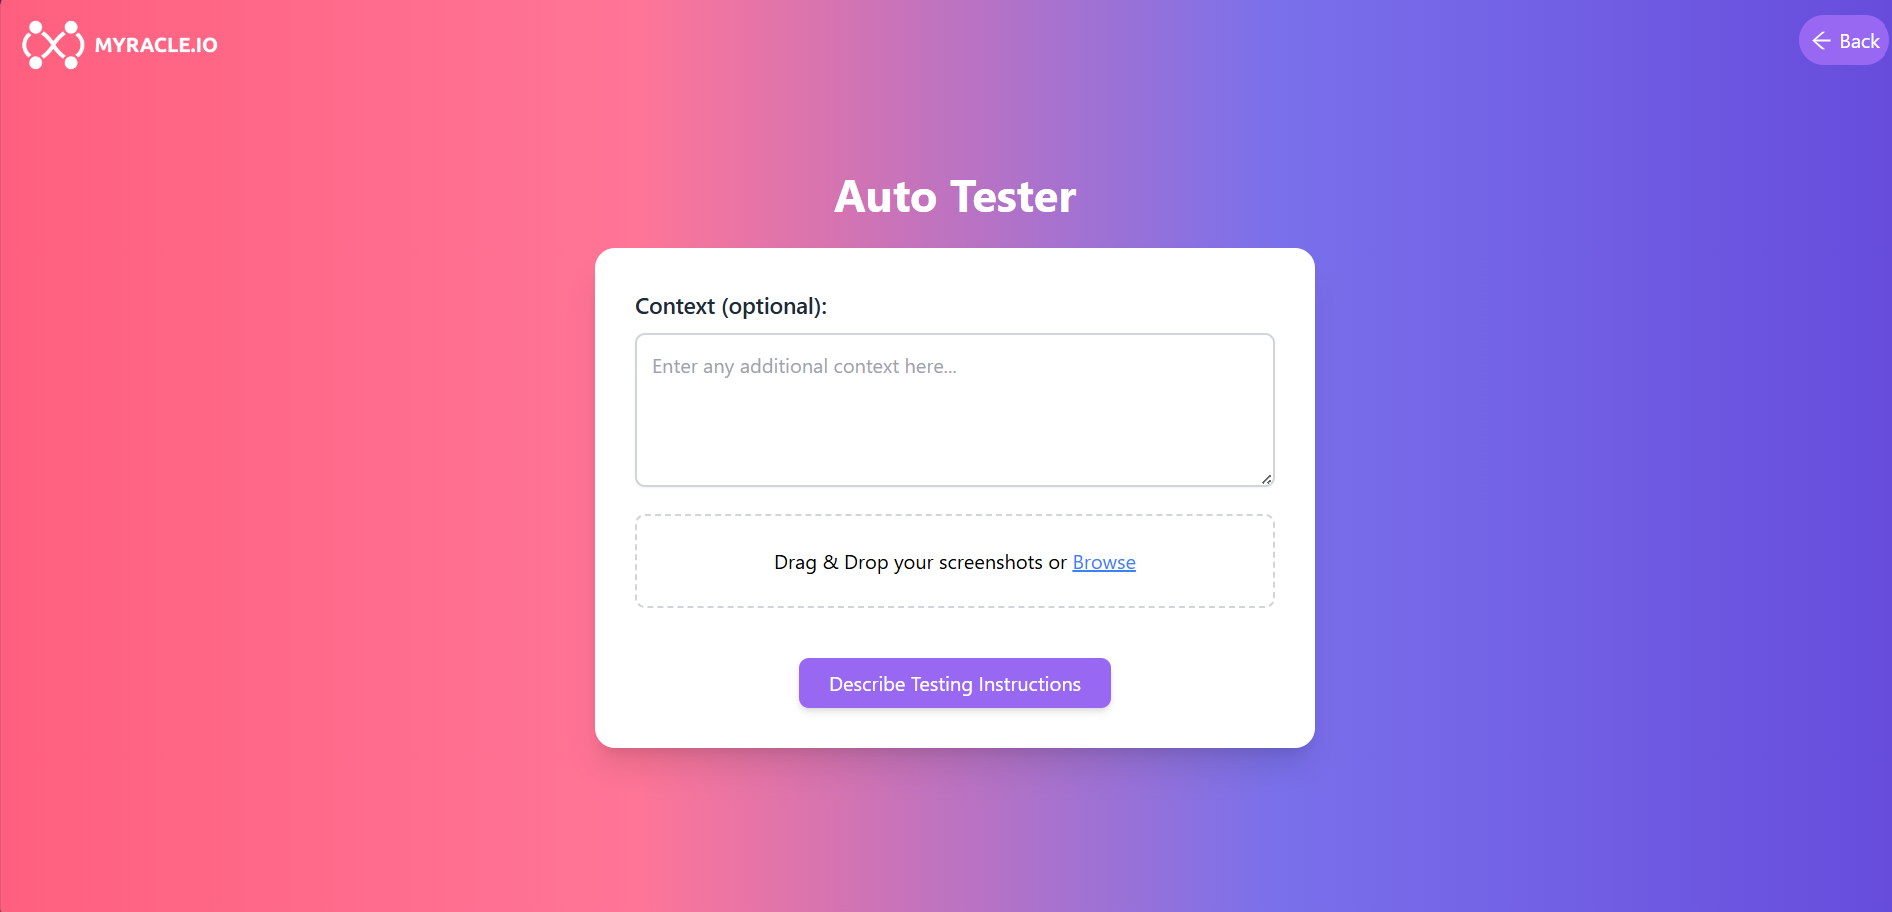 MYRACLE.IO
Back
Auto Tester
Context (optional):
Enter any additional context here...
Drag & Drop your screenshots or Browse
Describe Testing Instructions